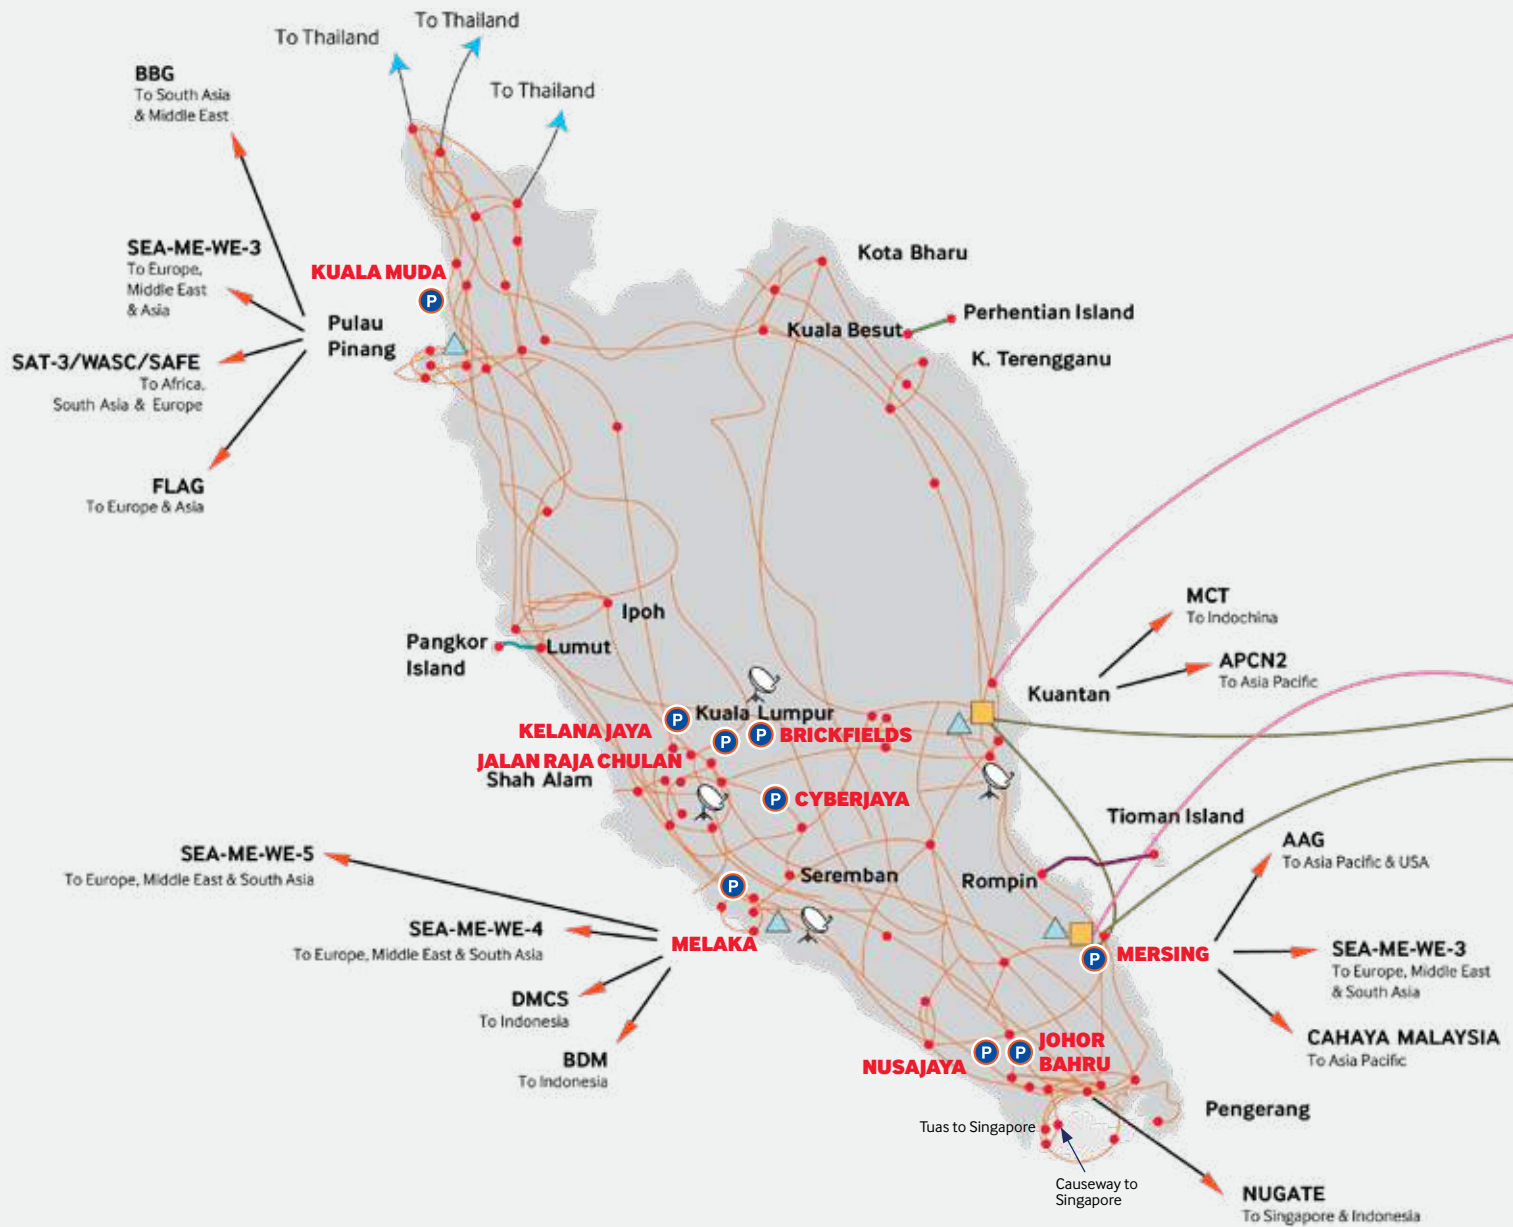 To Thailand
To Thailand
To Thailand
BBG
To South Asia
& Middle East
SEA-ME-WE-3
To Europe,
Middle East
& Asia
SAT-3/WASC/SAFE
To Africa,
South Asia & Europe
FLAG
To Europe & Asia
KUALA MUDA
P
Pulau
Pinang
Kota Bharu
Kuala Besut
Perhentian Island
K. Terengganu
Ipoh
Pangkor
Island
Lumut
MCT
To Indochina
APCN2
To Asia Pacific
Kuantan
Kuala Lumpur
KELANA JAYA
P
P
P
BRICKFIELDS
JALAN RAJA CHULAN
Shah Alam
P
CYBERJAYA
Tioman Island
Rompin
Seremban
P
MELAKA
SEA-ME-WE-5
To Europe, Middle East & South Asia
SEA-ME-WE-4
To Europe, Middle East & South Asia
DMCS
To Indonesia
BDM
To Indonesia
AAG
To Asia Pacific & USA
P
MERSING
SEA-ME-WE-3
To Europe, Middle East
& South Asia
CAHAYA MALAYSIA
To Asia Pacific
NUSAJAYA
P
P
JOHOR
BAHRU
Pengerang
Tuas to Singapore
Causeway to
Singapore
NUGATE
To Singapore & Indonesia